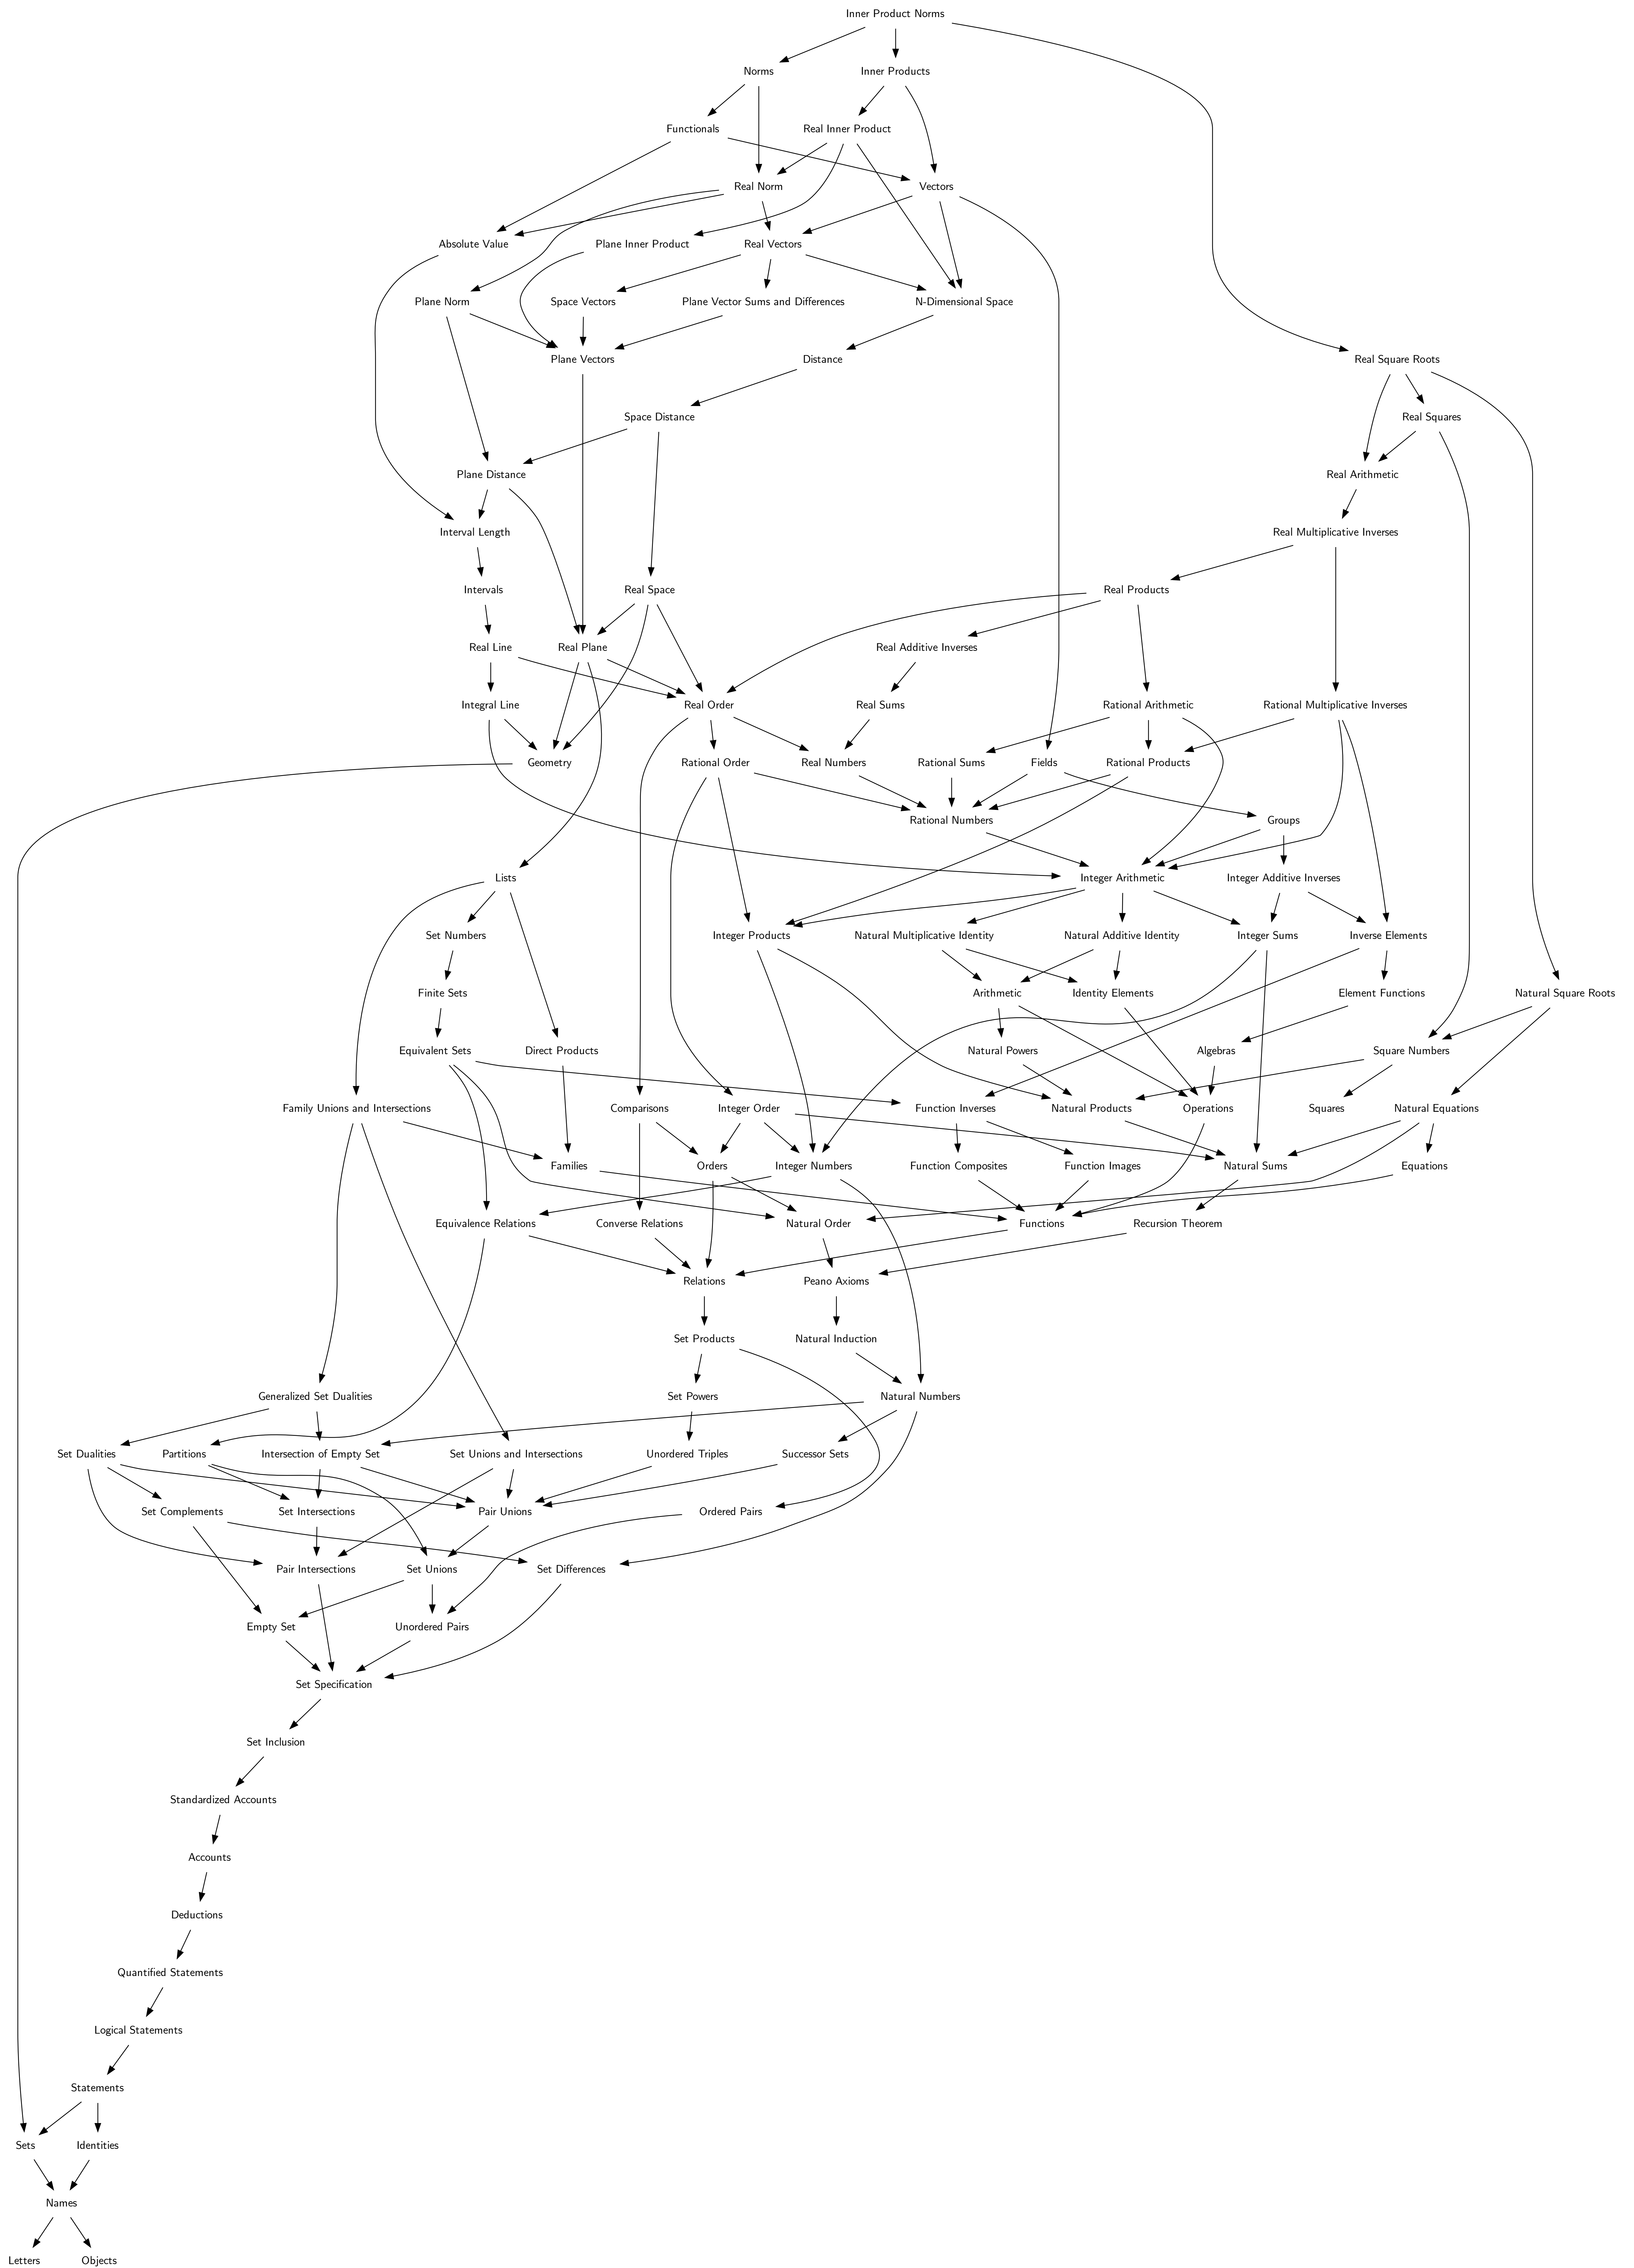 Inner Product Norms
Norms
Inner Products
Functionals
Real Inner Product
Real Norm
Vectors
Absolute Value
Plane Inner Product
Real Vectors
Plane Norm
Space Vectors
Plane Vector Sums and Differences
N-Dimensional Space
Plane Vectors
Distance
Real Square Roots
Space Distance
Real Squares
Plane Distance
Real Arithmetic
Interval Length
Real Multiplicative Inverses
Intervals
Real Space
Real Products
Real Line
Real Plane
Real Additive Inverses
Integral Line
Real Order
Real Sums
Rational Arithmetic
Rational Multiplicative Inverses
Geometry
Rational Order
Real Numbers
Rational Sums
Fields
Rational Products
Rational Numbers
Groups
Lists
Integer Arithmetic
Integer Additive Inverses
Set Numbers
Integer Products
Natural Multiplicative Identity
Natural Additive Identity
Integer Sums
Inverse Elements
Finite Sets
Arithmetic
Identity Elements
Element Functions
Natural Square Roots
Equivalent Sets
Direct Products
Natural Powers
Algebras
Square Numbers
Family Unions and Intersections
Comparisons
Integer Order
Function Inverses
Natural Products
Operations
Squares
Natural Equations
Families
Orders
Integer Numbers
Function Composites
Function Images
Natural Sums
Equations
Equivalence Relations
Converse Relations
Natural Order
Functions
Recursion Theorem
Relations
Peano Axioms
Set Products
Natural Induction
Generalized Set Dualities
Set Powers
Natural Numbers
Set Dualities
Partitions
Intersection of Empty Set
Set Unions and Intersections
Unordered Triples
Successor Sets
Set Complements
Set Intersections
Pair Unions
Ordered Pairs
Pair Intersections
Set Unions
Set Differences
Empty Set
Unordered Pairs
Set Specification
Set Inclusion
Standardized Accounts
Accounts
Deductions
Quantified Statements
Logical Statements
Statements
Sets
Identities
Names
Letters
Objects